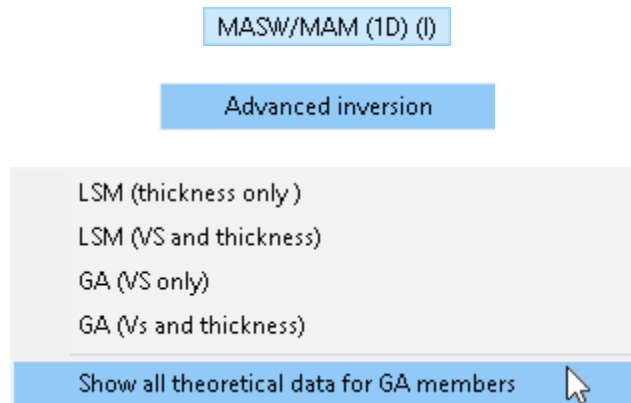 MASW/MAM (1D) (I)
Advanced inversion
LSM (thickness only )
LSM (VS and thickness)
GA (VS only)
GA (Vs and thickness)
Show all theoretical data for GA members